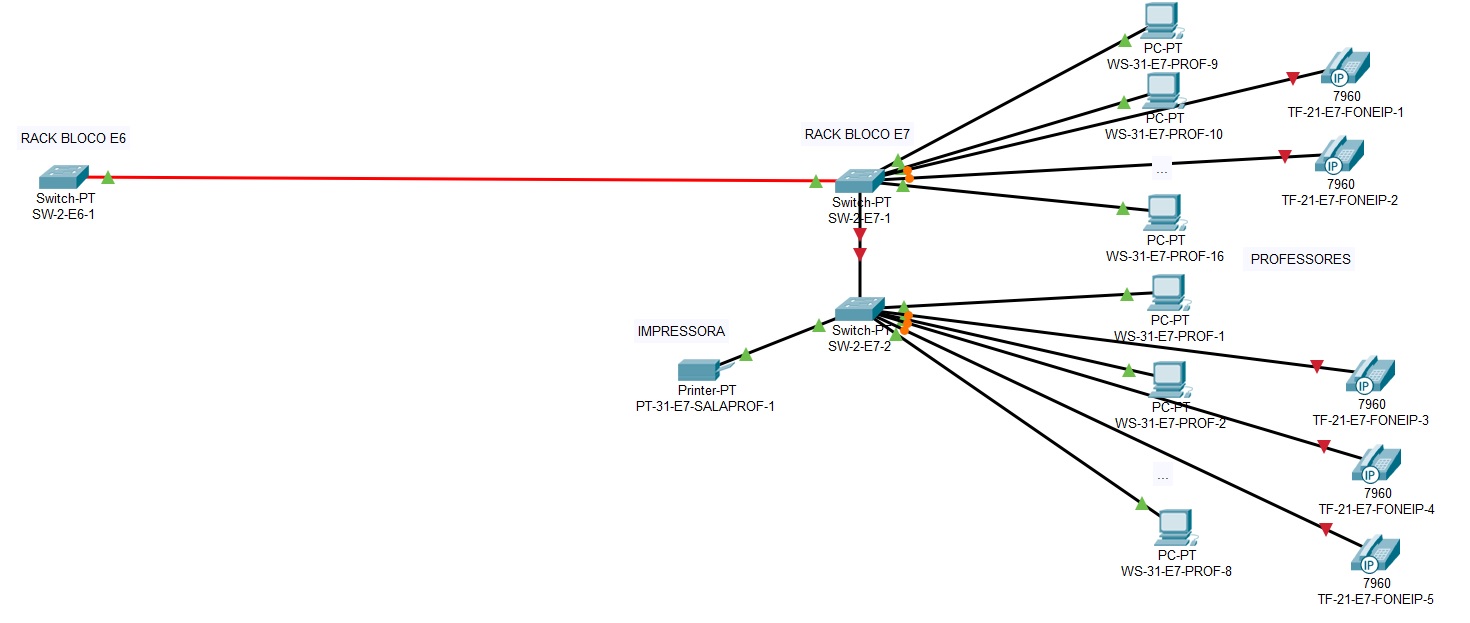 PC-PT
WS-31-E7-PROF-9
IP
7960
TF-21-E7-FONEIP-1
PC-PT
WS-31-E7-PROF-10
RACK BLOCO E6
RACK BLOCO E7
...
IP
7960
TF-21-E7-FONEIP-2
Switch-PT
SW-2-E6-1
Switch-PT
SW-2-E7-1
PC-PT
WS-31-E7-PROF-16
PROFESSORES
PC-PT
WS-31-E7-PROF-1
IMPRESSORA
Switch-PT
SW-2-E7-2
Printer-PT
PT-31-E7-SALAPROF-1
IP
7960
TF-21-E7-FONEIP-3
PC-PT
WS-31-E7-PROF-2
IP
7960
TF-21-E7-FONEIP-4
...
PC-PT
WS-31-E7-PROF-8
IP
7960
TF-21-E7-FONEIP-5